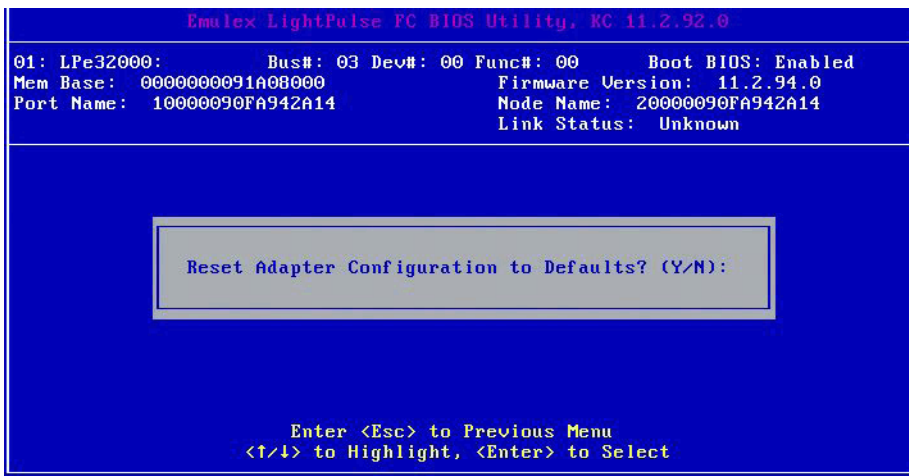 Emulex LightPulse FC BIOS Utility, KC 11.2.92.0
01: LPe32000: Bus#: 03 Dev#: 00 Func#: 00 Boot BIOS: Enabled
Mem Base: 0000000091A08000 Firmware Version: 11.2.94.0
Port Name: 10000090FA942A14 Node Name: 20000090FA942A14
Link Status: Unknown
Reset Adapter Configuration to Defaults? (Y/N):
Enter <Esc> to Previous Menu
<↑/↓> to Highlight, <Enter> to Select